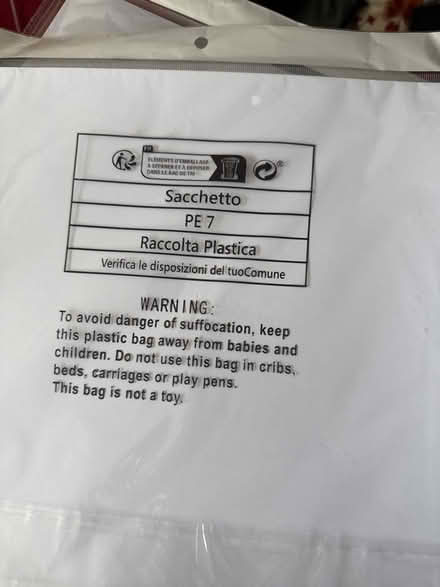 FR
ÉLÉMENTS D'EMBALLAGE
À SÉPARER ET À DÉPOSER
DANS LE BAC DE TRI
Sacchetto
PE 7
Raccolta Plastica
Verifica le disposizioni del tuoComune
WARNING:
To avoid danger of suffocation, keep
this plastic bag away from babies and
children. Do not use this bag in cribs,
beds, carriages or play pens.
This bag is not a toy.